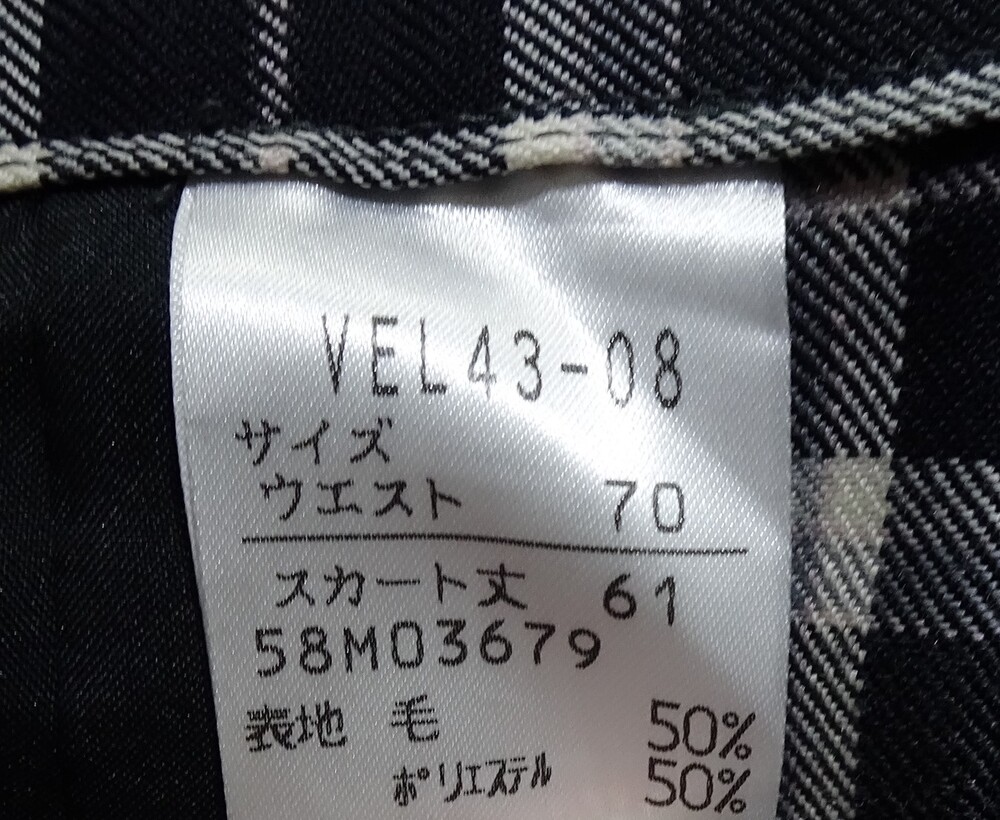 VEL43-08
サイズ
ウエスト 70
スカート丈 61
58M03679
表地 毛 50%
ポリエステル 50%